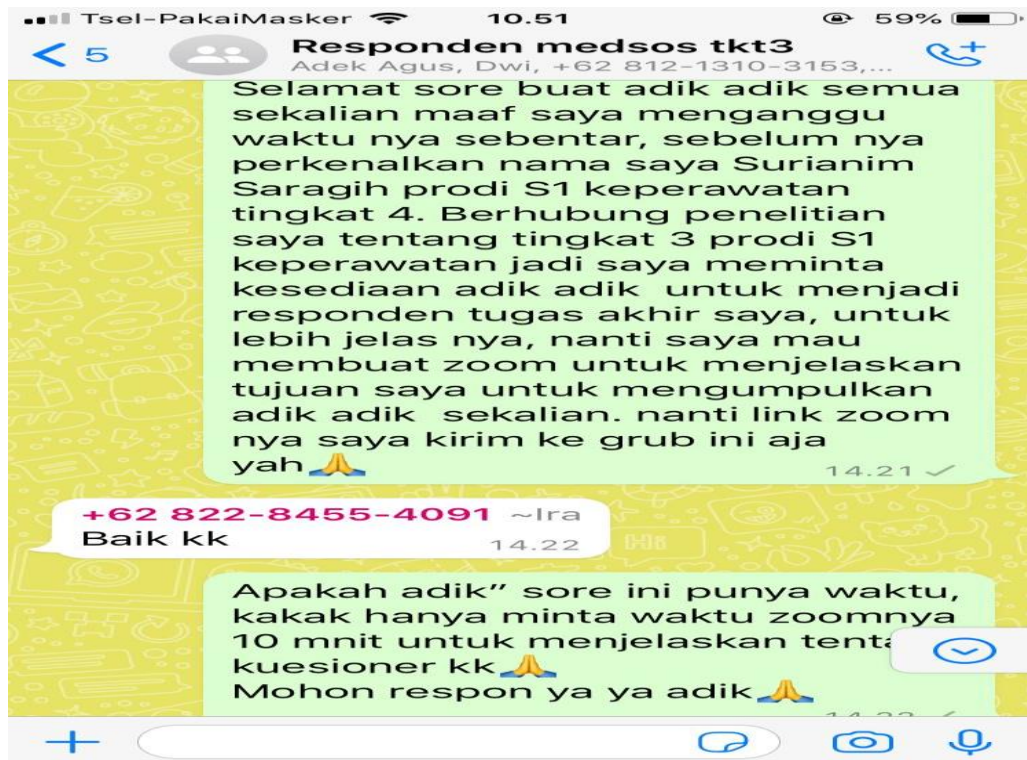 Tsel-PakaiMasker 10.51 59%
5 Responden medsos tkt3
Adek Agus, Dwi, +62 812-1310-3153,...
Selamat sore buat adik adik semua
sekalian maaf saya menganggu
waktu nya sebentar, sebelum nya
perkenalkan nama saya Surianim
Saragih prodi S1 keperawatan
tingkat 4. Berhubung penelitian
saya tentang tingkat 3 prodi S1
keperawatan jadi saya meminta
kesediaan adik adik untuk menjadi
responden tugas akhir saya, untuk
lebih jelas nya, nanti saya mau
membuat zoom untuk menjelaskan
tujuan saya untuk mengumpulkan
adik adik sekalian. nanti link zoom
nya saya kirim ke grub ini aja
yah🙏 14.21
+62 822-8455-4091 ~Ira
Baik kk 14.22
Apakah adik" sore ini punya waktu,
kakak hanya minta waktu zoomnya
10 mnit untuk menjelaskan tenta
kuesioner kk🙏
Mohon respon ya ya adik🙏